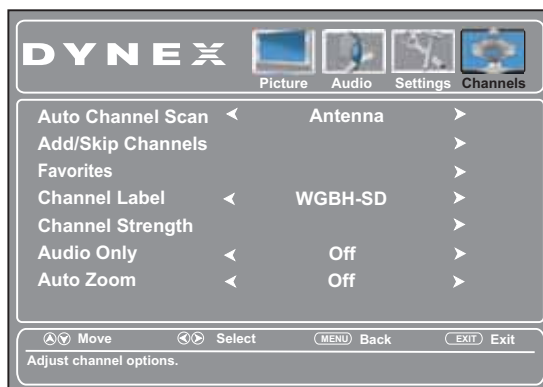 DYNEX
Picture Audio Settings Channels
Auto Channel Scan Antenna
Add/Skip Channels
Favorites
Channel Label WGBH-SD
Channel Strength
Audio Only Off
Auto Zoom Off
Move Select MENU Back EXIT Exit
Adjust channel options.